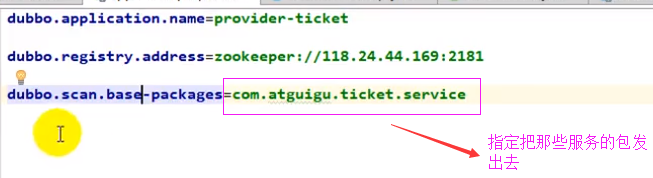 dubbo.application.name=provider-ticket
dubbo.registry.address=zookeeper://118.24.44.169:2181
dubbo.scan.base-packages=com.atguigu.ticket.service
指定把那些服务的包发
出去